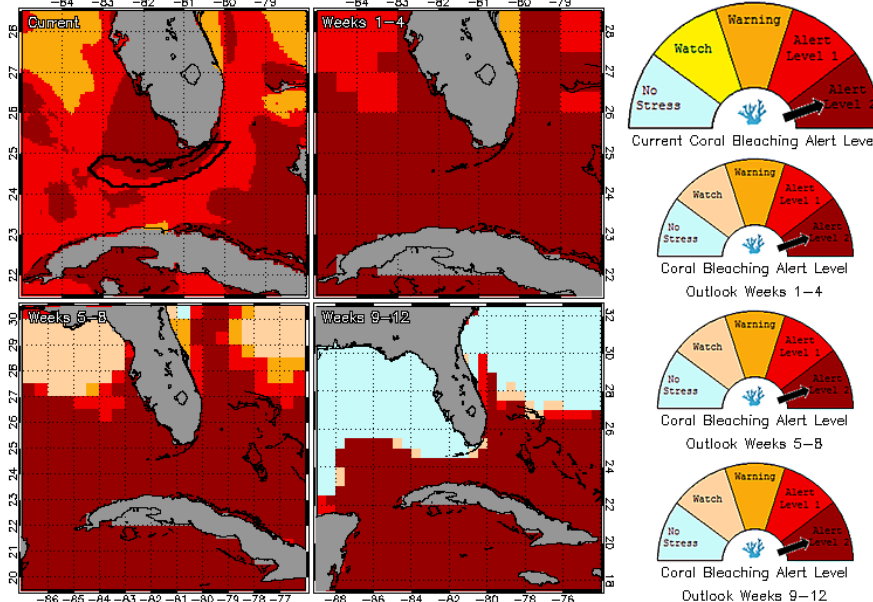 -84 -83 -82 -81 -80 -79
-84 -83 -82 -81 -80 -79
Current
Weeks 1-4
28
27
26
25
24
23
22
28
27
26
25
24
23
22
No
Stress
Watch
Warning
Alert
Level 1
Alert
Level 2
Current Coral Bleaching Alert Level
No
Stress
Watch
Warning
Alert
Level 1
Alert
Level 2
Coral Bleaching Alert Level
Outlook Weeks 1-4
Weeks 5-8
Weeks 9-12
30
29
28
27
26
25
24
23
22
21
20
32
30
28
26
24
22
20
18
-86 -85 -84 -83 -82 -81 -80 -79 -78 -77
-88 -86 -84 -82 -80 -78 -76
No
Stress
Watch
Warning
Alert
Level 1
Alert
Level 2
Coral Bleaching Alert Level
Outlook Weeks 5-8
No
Stress
Watch
Warning
Alert
Level 1
Alert
Level 2
Coral Bleaching Alert Level
Outlook Weeks 9-12